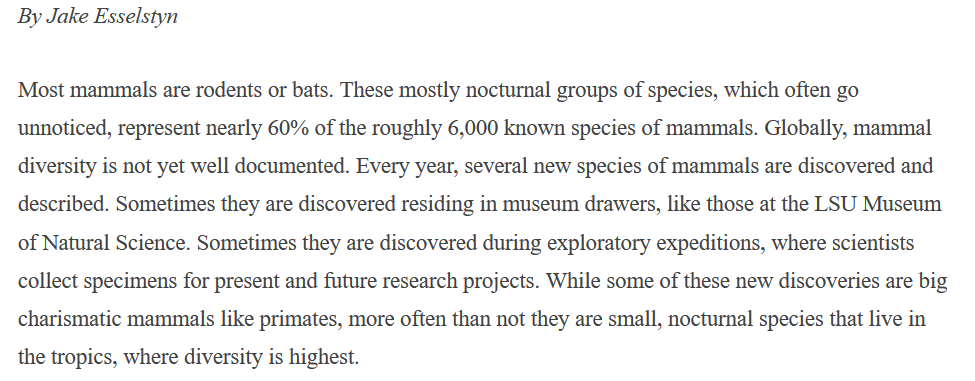 By Jake Esselstyn
Most mammals are rodents or bats. These mostly nocturnal groups of species, which often go
unnoticed, represent nearly 60% of the roughly 6,000 known species of mammals. Globally, mammal
diversity is not yet well documented. Every year, several new species of mammals are discovered and
described. Sometimes they are discovered residing in museum drawers, like those at the LSU Museum
of Natural Science. Sometimes they are discovered during exploratory expeditions, where scientists
collect specimens for present and future research projects. While some of these new discoveries are big
charismatic mammals like primates, more often than not they are small, nocturnal species that live in
the tropics, where diversity is highest.